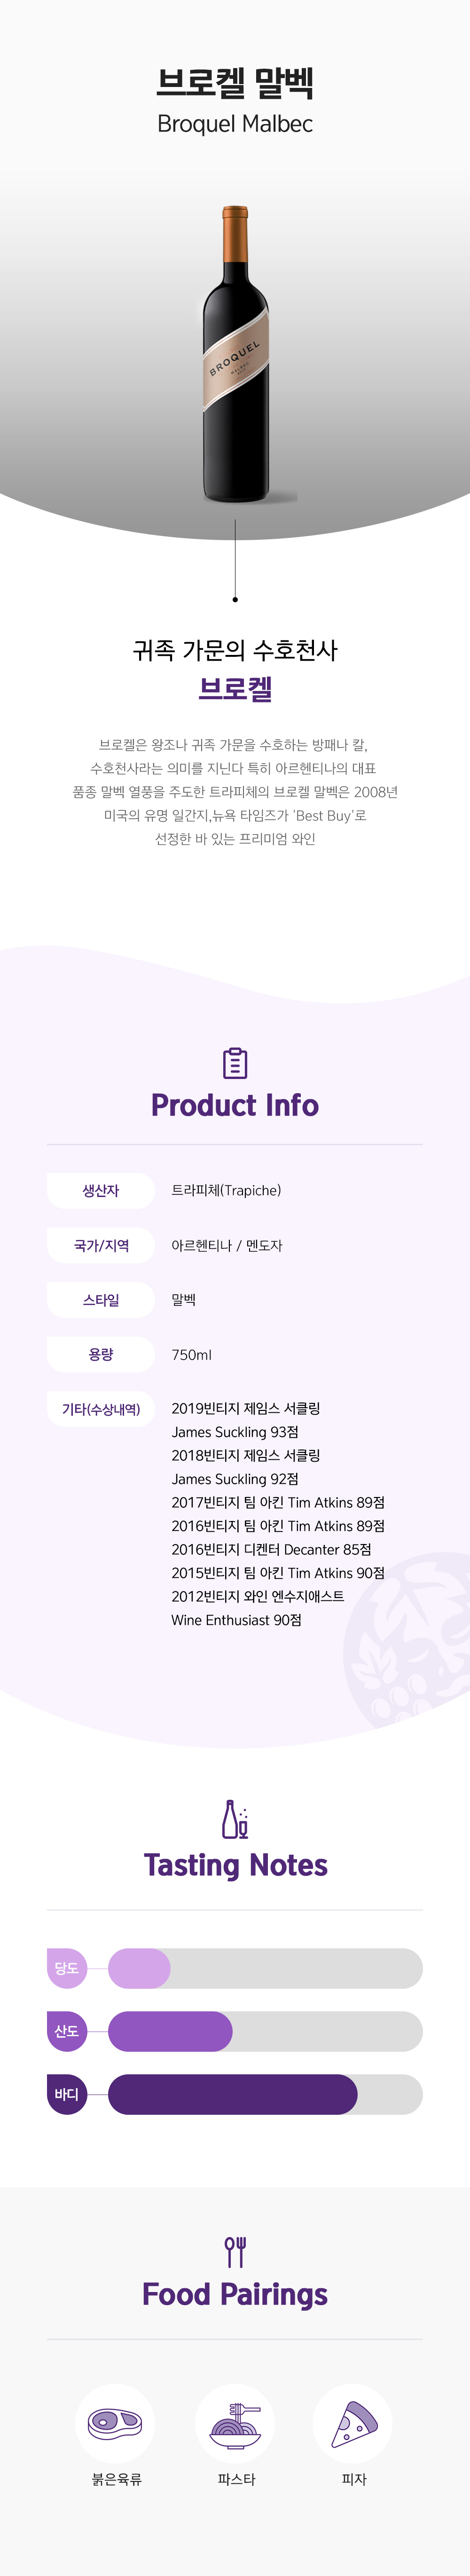 브로켈 말벡
Broquel Malbec
BROQUEL
MALBEC
귀족 가문의 수호천사
브로켈
브로켈은 왕조나 귀족 가문을 수호하는 방패나 칼,
수호천사라는 의미를 지닌다 특히 아르헨티나의 대표
품종 말벡 열풍을 주도한 트라피체의 브로켈 말벡은 2008년
미국의 유명 일간지,뉴욕 타임즈가 'Best Buy'로
선정한 바 있는 프리미엄 와인
Product Info
생산자 트라피체(Trapiche)
국가/지역 아르헨티나 / 멘도자
스타일 말벡
용량 750ml
기타(수상내역) 2019빈티지 제임스 서클링
James Suckling 93점
2018빈티지 제임스 서클링
James Suckling 92점
2017빈티지 팀 아킨 Tim Atkins 89점
2016빈티지 팀 아킨 Tim Atkins 89점
2016빈티지 디켄터 Decanter 85점
2015빈티지 팀 아킨 Tim Atkins 90점
2012빈티지 와인 엔수지애스트
Wine Enthusiast 90점
Tasting Notes
당도
산도
바디
Food Pairings
붉은육류 파스타 피자